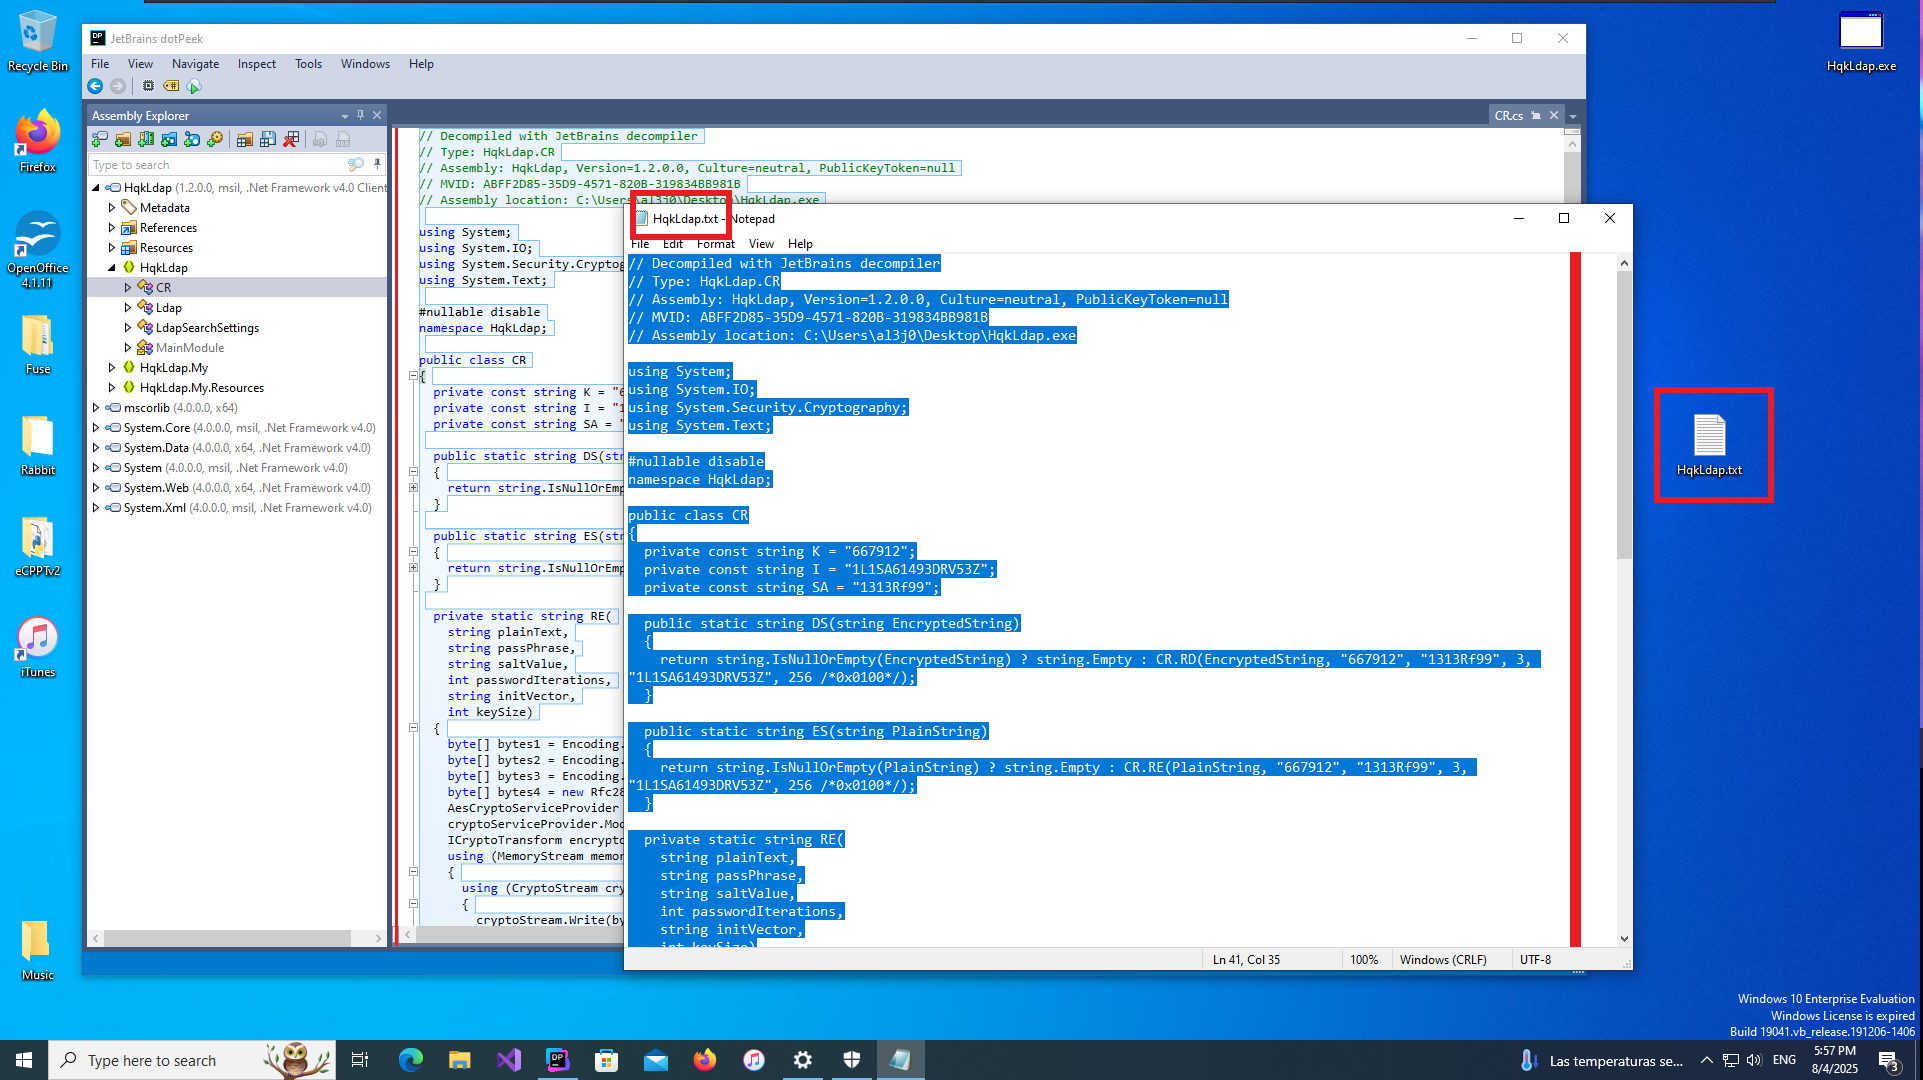 Recycle Bin
Firefox
OpenOffice
4.1.11
Fuse
Rabbit
eCPPTv2
iTunes
Music
JetBrains dotPeek
File View Navigate Inspect Tools Windows Help
Assembly Explorer
Type to search
HqkLdap (1.2.0.0, msil, .Net Framework v4.0 Client
Metadata
References
Resources
HqkLdap
CR
Ldap
LdapSearchSettings
MainModule
HqkLdap.My
HqkLdap.My.Resources
mscorlib (4.0.0.0, x64)
System.Core (4.0.0.0, msil, .Net Framework v4.0)
System.Data (4.0.0.0, x64, .Net Framework v4.0)
System (4.0.0.0, msil, .Net Framework v4.0)
System.Web (4.0.0.0, x64, .Net Framework v4.0)
System.Xml (4.0.0.0, msil, .Net Framework v4.0)
CR.cs
// Decompiled with JetBrains decompiler
// Type: HqkLdap.CR
// Assembly: HqkLdap, Version=1.2.0.0, Culture=neutral, PublicKeyToken=null
// MVID: ABFF2D85-35D9-4571-820B-319834BB981B
// Assembly location: C:\Users\al3j0\Desktop\HqkLdap.exe
using System;
using System.IO;
using System.Security.Cryptog
using System.Text;
#nullable disable
namespace HqkLdap;
public class CR
{
private const string K = "6
private const string I = "1
private const string SA = "
public static string DS(str
{
return string.IsNullOrEmp
}
public static string ES(str
{
return string.IsNullOrEmp
}
private static string RE(
string plainText,
string passPhrase,
string saltValue,
int passwordIterations,
string initVector,
int keySize)
{
byte[] bytes1 = Encoding.
byte[] bytes2 = Encoding.
byte[] bytes3 = Encoding.
byte[] bytes4 = new Rfc28
AesCryptoServiceProvider
cryptoServiceProvider.Mod
ICryptoTransform encrypto
using (MemoryStream memor
{
using (CryptoStream cry
{
cryptoStream.Write(by
HqkLdap.txt - Notepad
File Edit Format View Help
// Decompiled with JetBrains decompiler
// Type: HqkLdap.CR
// Assembly: HqkLdap, Version=1.2.0.0, Culture=neutral, PublicKeyToken=null
// MVID: ABFF2D85-35D9-4571-820B-319834BB981B
// Assembly location: C:\Users\al3j0\Desktop\HqkLdap.exe
using System;
using System.IO;
using System.Security.Cryptography;
using System.Text;
#nullable disable
namespace HqkLdap;
public class CR
{
private const string K = "667912";
private const string I = "1L1SA61493DRV53Z";
private const string SA = "1313Rf99";
public static string DS(string EncryptedString)
{
return string.IsNullOrEmpty(EncryptedString) ? string.Empty : CR.RD(EncryptedString, "667912", "1313Rf99", 3,
"1L1SA61493DRV53Z", 256 /*0x0100*/);
}
public static string ES(string PlainString)
{
return string.IsNullOrEmpty(PlainString) ? string.Empty : CR.RE(PlainString, "667912", "1313Rf99", 3,
"1L1SA61493DRV53Z", 256 /*0x0100*/);
}
private static string RE(
string plainText,
string passPhrase,
string saltValue,
int passwordIterations,
string initVector,
int keySize)
Ln 41, Col 35 100% Windows (CRLF) UTF-8
HqkLdap.exe
HqkLdap.txt
Windows 10 Enterprise Evaluation
Windows License is expired
Build 19041.vb_release.191206-1406
Type here to search
Las temperaturas se...
ENG
5:57 PM
8/4/2025
3